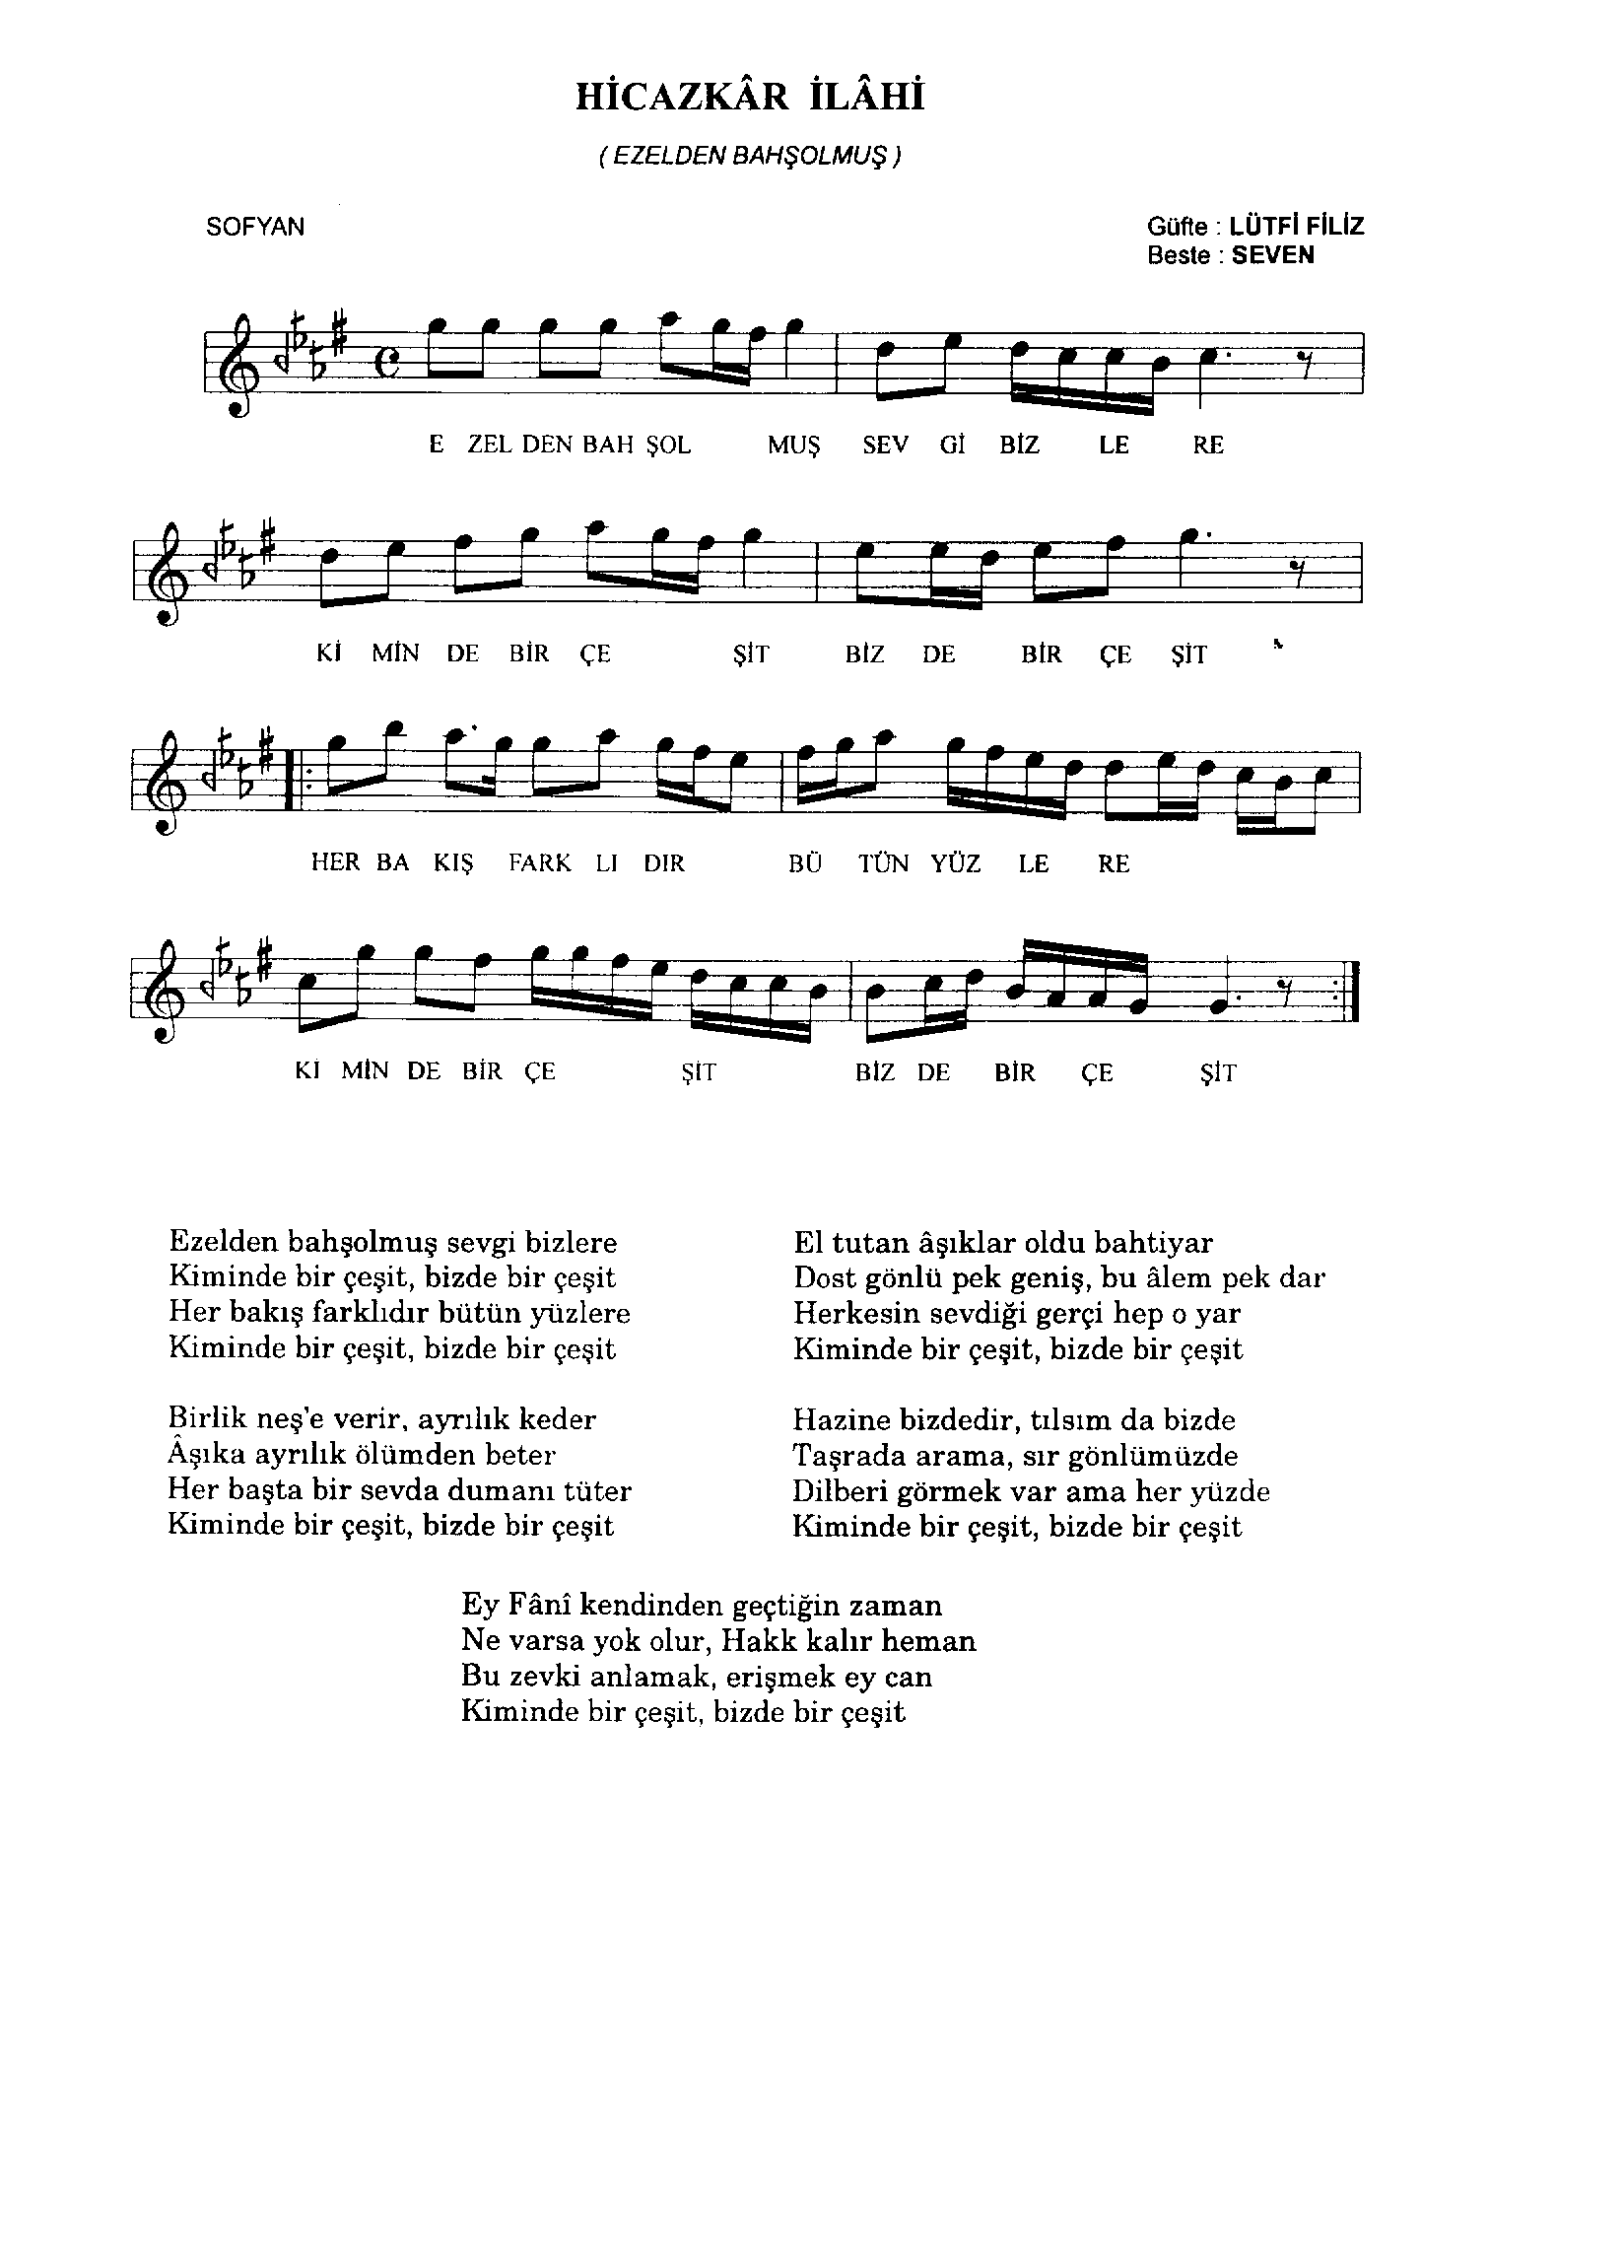 HİCAZKÂR İLÂHİ
( EZELDEN BAHŞOLMUŞ )
SOFYAN
Güfte : LÜTFİ FİLİZ
Beste : SEVEN
E ZEL DEN BAH ŞOL MUŞ SEV Gİ BİZ LE RE
Kİ MİN DE BİR ÇE ŞİT BİZ DE BİR ÇE ŞİT
HER BA KIŞ FARK LI DIR BÜ TÜN YÜZ LE RE
Kİ MİN DE BİR ÇE ŞİT BİZ DE BİR ÇE ŞİT
Ezelden bahşolmuş sevgi bizlere
Kiminde bir çeşit, bizde bir çeşit
Her bakış farklıdır bütün yüzlere
Kiminde bir çeşit, bizde bir çeşit
Birlik neş'e verir, ayrılık keder
Âşıka ayrılık ölümden beter
Her başta bir sevda dumanı tüter
Kiminde bir çeşit, bizde bir çeşit
El tutan âşıklar oldu bahtiyar
Dost gönlü pek geniş, bu âlem pek dar
Herkesin sevdiği gerçi hep o yar
Kiminde bir çeşit, bizde bir çeşit
Hazine bizdedir, tılsım da bizde
Taşrada arama, sır gönlümüzde
Dilberi görmek var ama her yüzde
Kiminde bir çeşit, bizde bir çeşit
Ey Fânî kendinden geçtiğin zaman
Ne varsa yok olur, Hakk kalır heman
Bu zevki anlamak, erişmek ey can
Kiminde bir çeşit, bizde bir çeşit